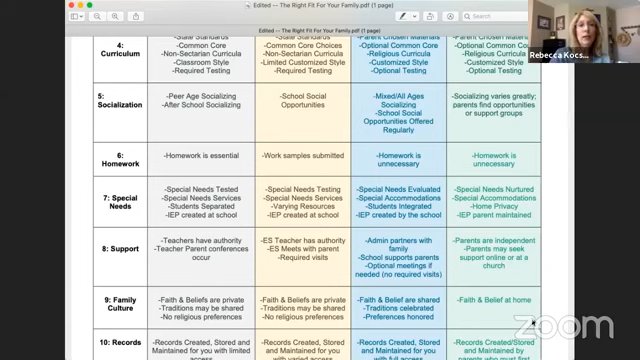 Edited -- The Right Fit For Your Family.pdf (1 page)
Search
Edited -- The Right Fit For Your Family.pdf (1 page)
Rebecca Kocs...
4:
Curriculum
-State Standards
-Common Core
-Non-Sectarian Curricula
-Classroom Style
-Required Testing
-State Standards
-Common Core Choices
-Non-Sectarian Curricula
-Limited Customized Style
-Required Testing
-Parent Chosen Materials
-Optional Common Core
-Religious Curricula
-Customized Style
-Optional Testing
-Parent Chosen Materials
-Optional Common Core
-Religious Curricula
-Customized Style
-Optional Testing
5:
Socialization
-Peer Age Socializing
-After School Socializing
-School Social
Opportunities
-Mixed/All Ages
Socializing
-School Social
Opportunities Offered
Regularly
Socializing varies greatly;
parents find opportunities
or support groups
6:
Homework
-Homework is essential
-Work samples submitted
-Homework is
unnecessary
-Homework is
unnecessary
7: Special
Needs
-Special Needs Tested
-Special Needs Services
-Students Separated
-IEP created at school
-Special Needs Testing
-Special Needs Services
-Varying Resources
-IEP created at school
-Special Needs Evaluated
-Special Accommodations
-Students Integrated
-IEP created by the school
-Special Needs Nurtured
-Special Accommodations
-Home Privacy
-IEP parent maintained
8: Support
-Teachers have authority
-Teacher Parent conferences
occur
-ES Teacher has authority
-ES Meets with parent
-Required visits
-Admin partners with
family
-School supports parents
-Optional meetings if
needed (no required visits)
-Parents are independent
-Parents may seek
support online or at a
church
9: Family
Culture
-Faith & Beliefs are private
-Traditions may be shared
-No religious preferences
-Faith & Beliefs are private
-Traditions may be shared
-No religious preferences
-Faith & Belief are shared
-Traditions celebrated
-Preferences honored
-Faith & Belief at home
10: Records
-Records Created, Stored and
Maintained for you with limited
access
-Records Created, Stored
and Maintained for you
with varied access
-Records Created, Stored
and Maintained for you
with full access
-Records Created/Stored
and Maintained by
parents who must first
zoom